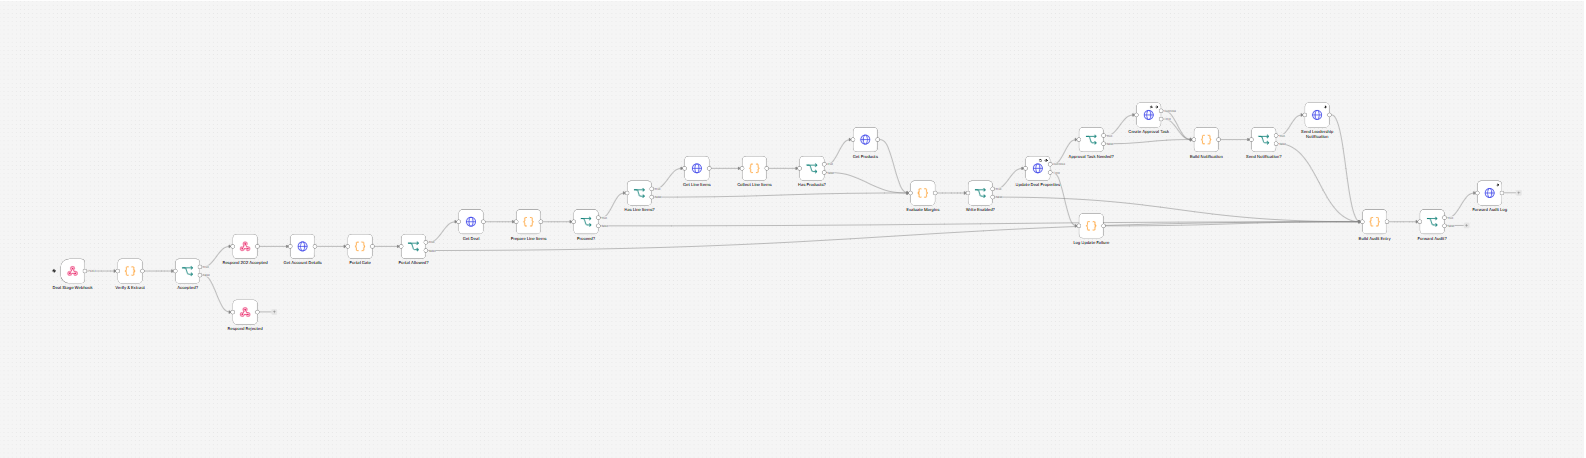 Deal Stage Webhook
Verify & Extract
Accepted?
Respond 202 Accepted
Respond Rejected
Get Account Details
Portal Gate
Portal Allowed?
Get Deal
Prepare Line Items
Proceed?
Has Line Items?
Get Line Items
Collect Line Items
Has Products?
Get Products
Evaluate Margins
Write Enabled?
Update Deal Properties
Log Update Failure
Approval Task Needed?
Create Approval Task
Build Notification
Send Notification?
Send Leadership
Notification
Build Audit Entry
Forward Audit?
Forward Audit Log